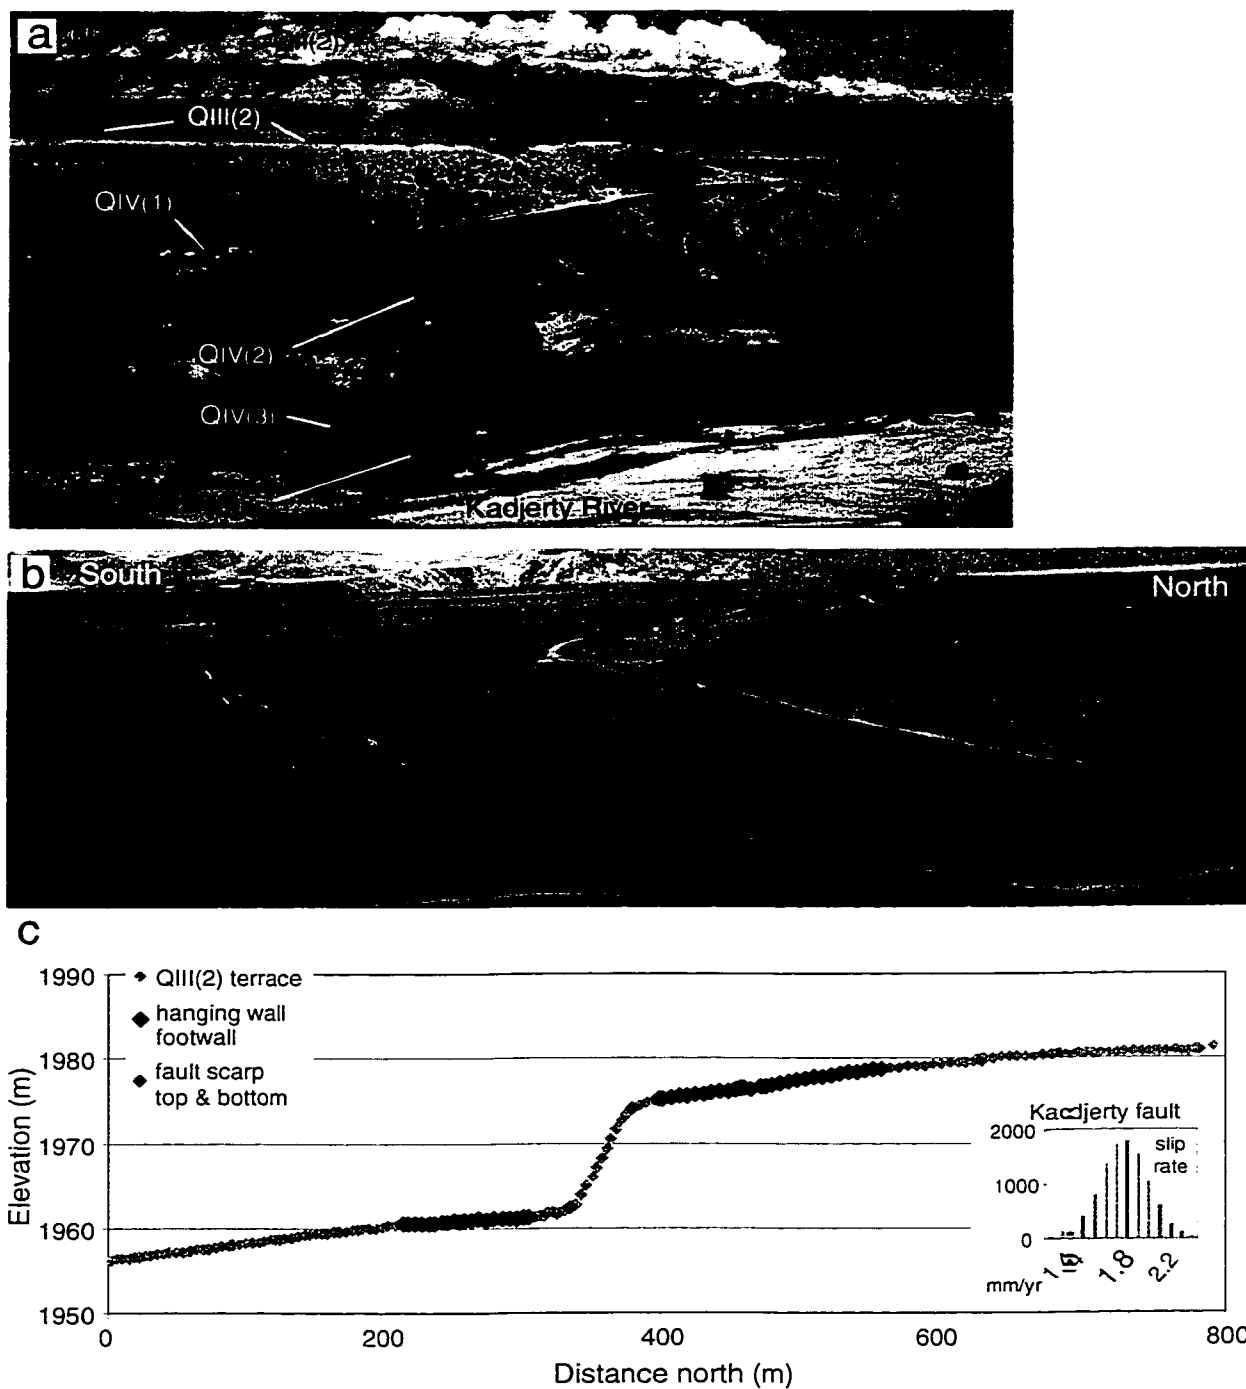 a
QIII(2)
QIV(1)
QIV(2)
QIV(3)
Kadjerty River
b South
North
c
1990
1980
1970
1960
1950
Elevation (m)
QIII(2) terrace
hanging wall
footwall
fault scarp
top & bottom
Kadjerty fault
2000
1000
0
slip
rate
1.8
2.2
mm/yr
0
200
400
600
800
Distance north (m)